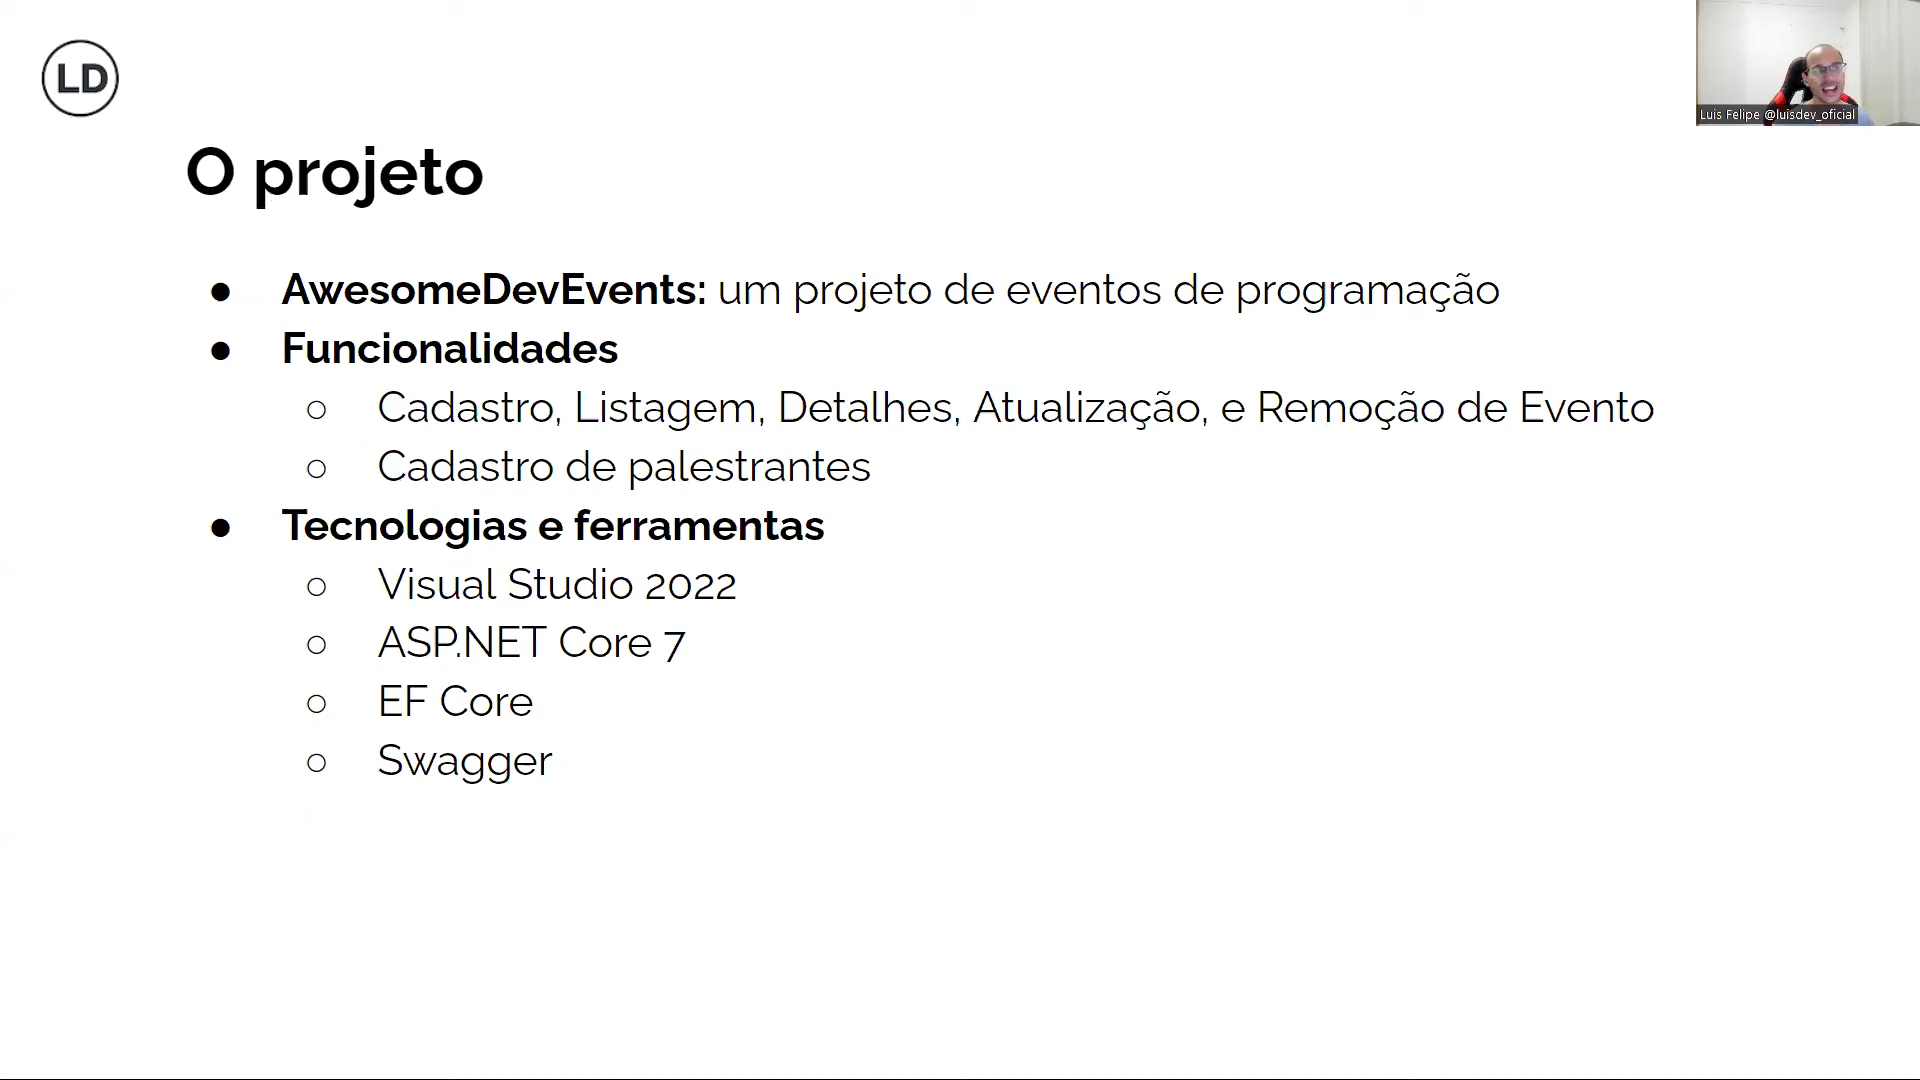 LD
Luis Felipe @luisdev_oficial
O projeto
● AwesomeDevEvents: um projeto de eventos de programação
● Funcionalidades
○ Cadastro, Listagem, Detalhes, Atualização, e Remoção de Evento
○ Cadastro de palestrantes
● Tecnologias e ferramentas
○ Visual Studio 2022
○ ASP.NET Core 7
○ EF Core
○ Swagger